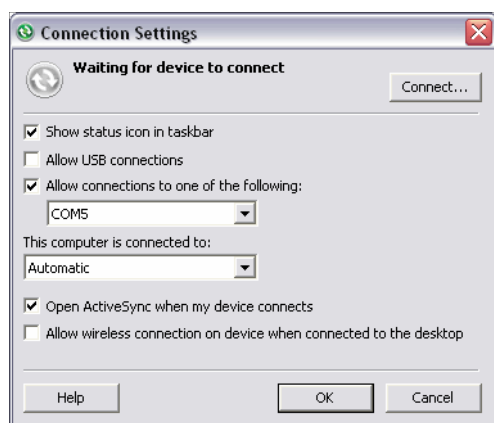 Connection Settings
Waiting for device to connect
Connect...
Show status icon in taskbar
Allow USB connections
Allow connections to one of the following:
COM5
This computer is connected to:
Automatic
Open ActiveSync when my device connects
Allow wireless connection on device when connected to the desktop
Help
OK
Cancel